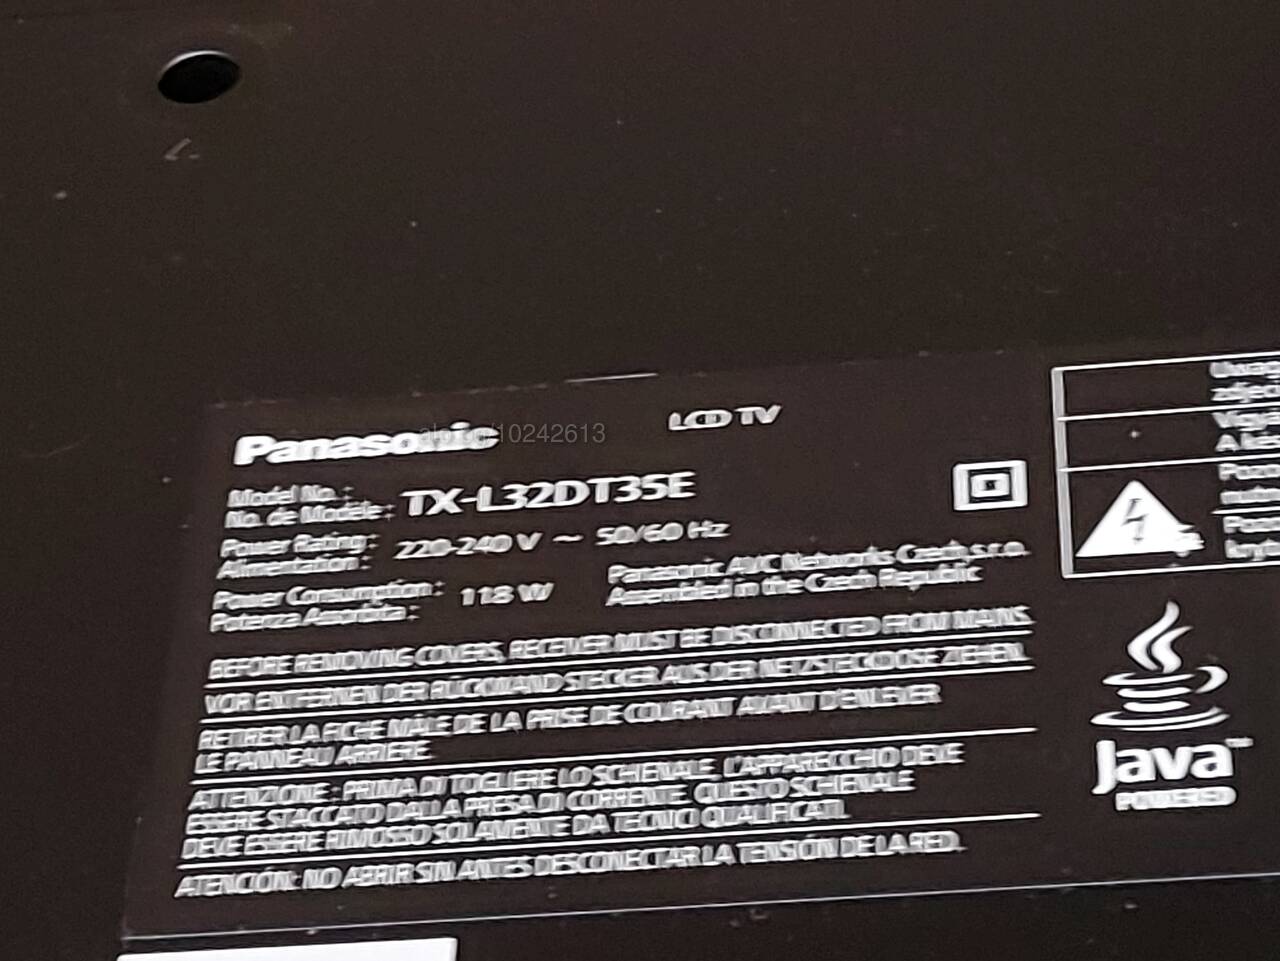 Panasonic
LCD TV
Model No. :
No. de Modèle :
TX-L32DT35E
Power Rating :
Alimentation :
220-240 V ~ 50/60 Hz
Power Consumption :
Potenza Assorbita :
118 W
Panasonic AVC Networks Czech, s.r.o.
Assembled in the Czech Republic
BEFORE REMOVING COVERS, RECEIVER MUST BE DISCONNECTED FROM MAINS.
VOR ENTFERNEN DER RÜCKWAND STECKER AUS DER NETZSTECKDOSE ZIEHEN.
RETIRER LA FICHE MÂLE DE LA PRISE DE COURANT AVANT D'ENLEVER
LE PANNEAU ARRIÈRE.
ATTENZIONE : PRIMA DI TOGLIERE LO SCHIENALE, L'APPARECCHIO DEVE
ESSERE STACCATO DALLA PRESA DI CORRENTE. QUESTO SCHIENALE
DEVE ESSERE RIMOSSO SOLAMENTE DA TECNICI QUALIFICATI.
ATENCIÓN: NO ABRIR SIN ANTES DESCONECTAR LA TENSIÓN DE LA RED.
Java™
POWERED